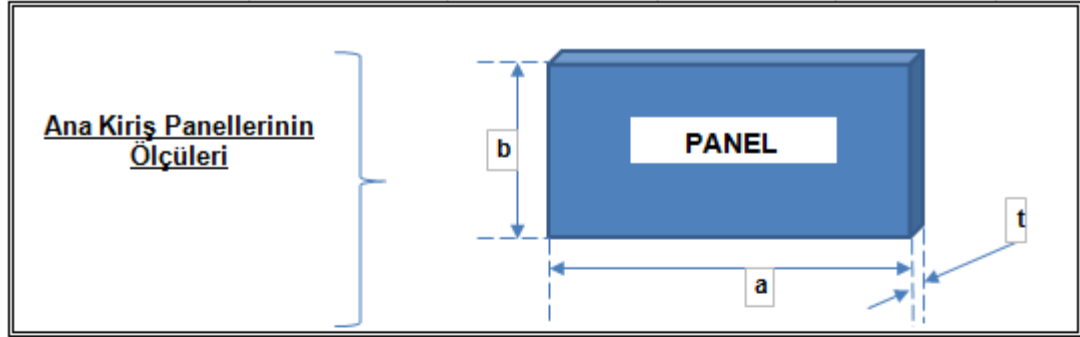 Ana Kiriş Panellerinin
Ölçüleri
PANEL
b
t
a